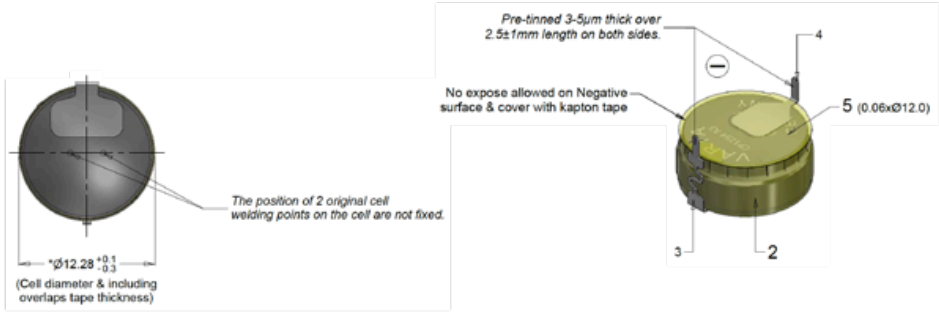 Pre-tinned 3-5μm thick over
2.5±1mm length on both sides.
4
No expose allowed on Negative
surface & cover with kapton tape
5 (0.06xØ12.0)
VARTA
The position of 2 original cell
welding points on the cell are not fixed.
3
2
*Ø12.28 +0.1
-0.3
(Cell diameter & including
overlaps tape thickness)